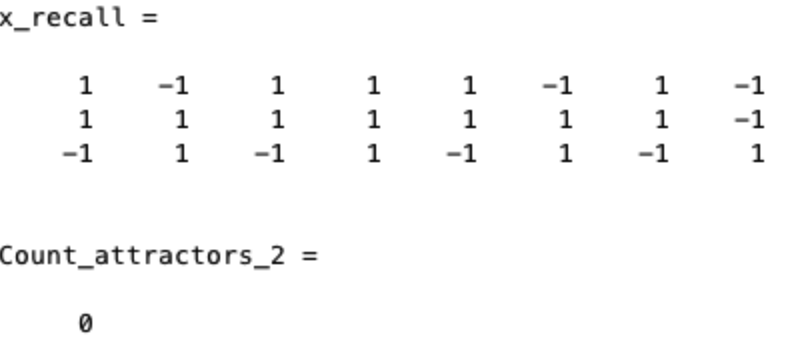 x_recall =
1 −1 1 1 1 −1 1 −1
1 1 1 1 1 1 1 −1
−1 1 −1 1 −1 1 −1 1
Count_attractors_2 =
0